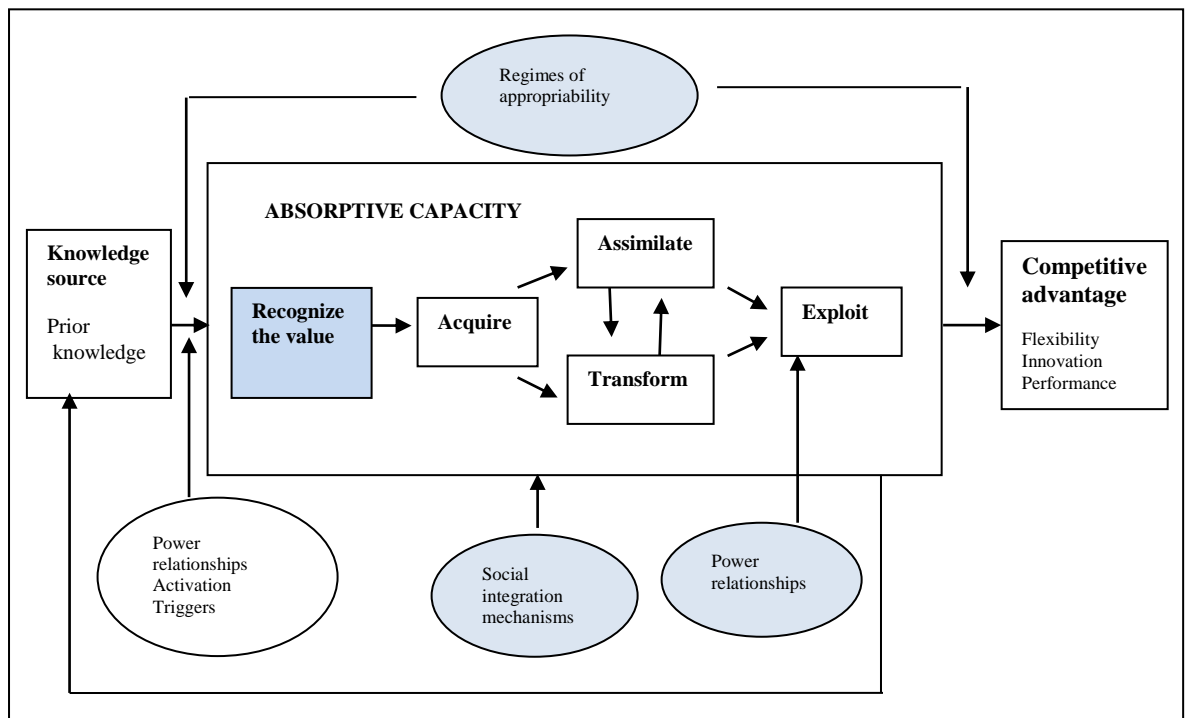 Regimes of
appropriability
ABSORPTIVE CAPACITY
Knowledge
source
Prior
knowledge
Recognize
the value
Acquire
Assimilate
Transform
Exploit
Competitive
advantage
Flexibility
Innovation
Performance
Power
relationships
Activation
Triggers
Social
integration
mechanisms
Power
relationships